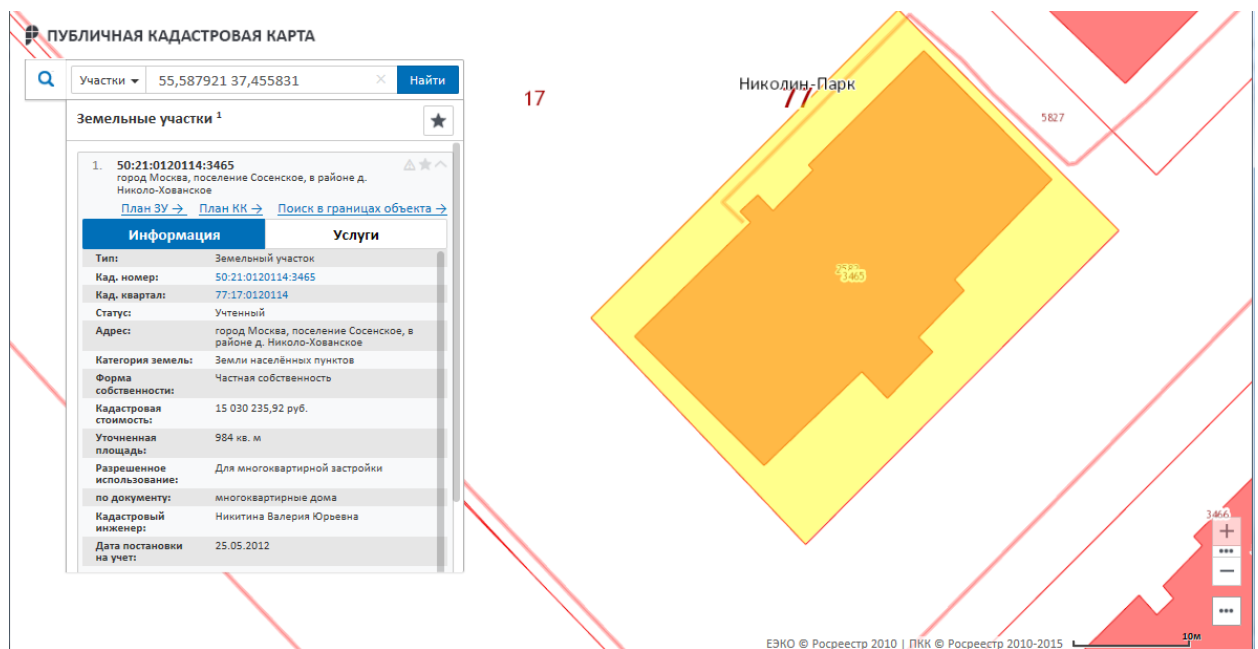 ПУБЛИЧНАЯ КАДАСТРОВАЯ КАРТА
Участки 55,587921 37,455831 × Найти
Земельные участки 1
1. 50:21:0120114:3465
город Москва, поселение Сосенское, в районе д.
Николо-Хованское
План ЗУ → План КК → Поиск в границах объекта →
Информация Услуги
Тип: Земельный участок
Кад. номер: 50:21:0120114:3465
Кад. квартал: 77:17:0120114
Статус: Учтенный
Адрес: город Москва, поселение Сосенское, в
районе д. Николо-Хованское
Категория земель: Земли населённых пунктов
Форма Частная собственность
собственности:
Кадастровая 15 030 235,92 руб.
стоимость:
Уточненная 984 кв. м
площадь:
Разрешенное Для многоквартирной застройки
использование:
по документу: многоквартирные дома
Кадастровый Никитина Валерия Юрьевна
инженер:
Дата постановки 25.05.2012
на учет:
17
Николин-Парк
77
5827
3465
3466
+
−
10м
ЕЭКО © Росреестр 2010 | ПКК © Росреестр 2010-2015